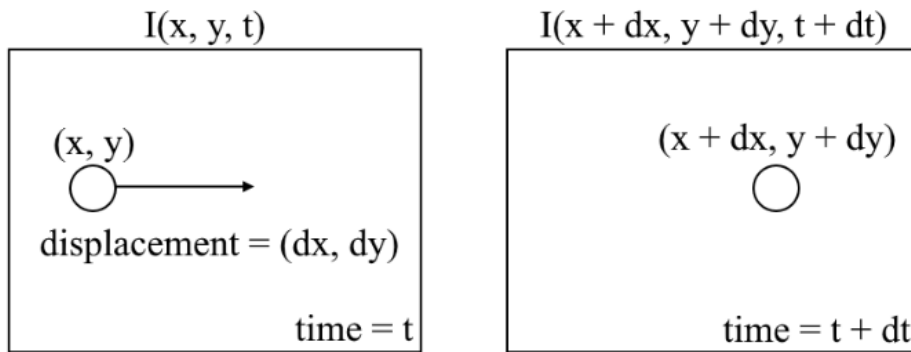 I(x, y, t)
(x, y)
displacement = (dx, dy)
time = t
I(x + dx, y + dy, t + dt)
(x + dx, y + dy)
time = t + dt